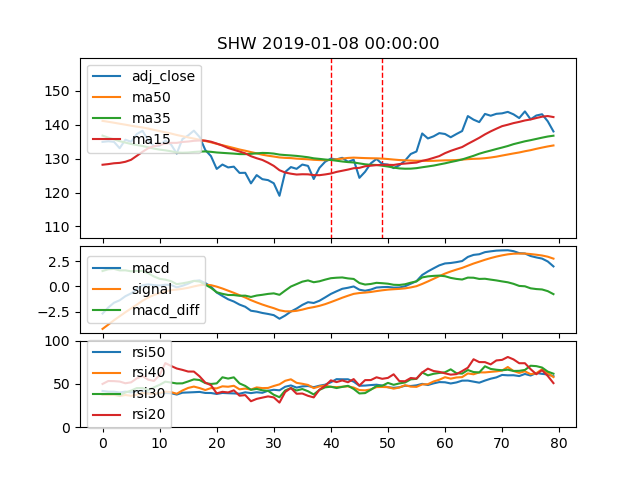 SHW 2019-01-08 00:00:00
150
140
130
120
110
adj_close
ma50
ma35
ma15
2.5
0.0
−2.5
macd
signal
macd_diff
100
50
0
rsi50
rsi40
rsi30
rsi20
0 10 20 30 40 50 60 70 80